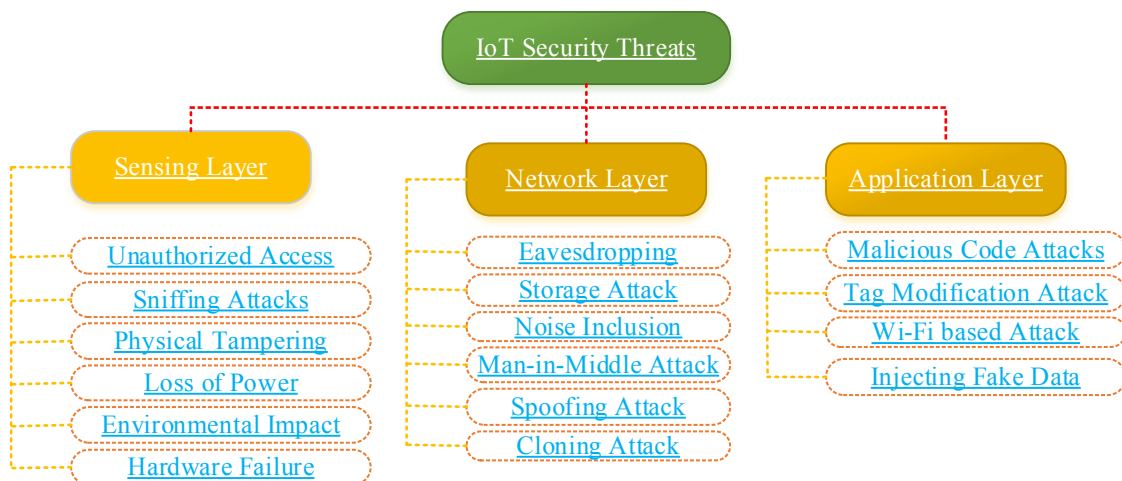 IoT Security Threats
Sensing Layer
Unauthorized Access
Sniffing Attacks
Physical Tampering
Loss of Power
Environmental Impact
Hardware Failure
Network Layer
Eavesdropping
Storage Attack
Noise Inclusion
Man-in-Middle Attack
Spoofing Attack
Cloning Attack
Application Layer
Malicious Code Attacks
Tag Modification Attack
Wi-Fi based Attack
Injecting Fake Data